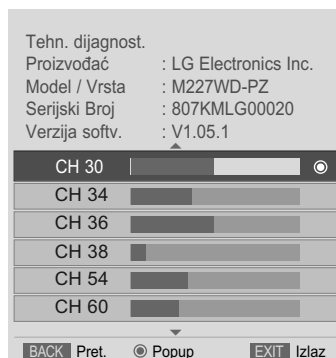 Tehn. dijagnost.
Proizvođać : LG Electronics Inc.
Model / Vrsta : M227WD-PZ
Serijski Broj : 807KMLG00020
Verzija softv. : V1.05.1
CH 30
CH 34
CH 36
CH 38
CH 54
CH 60
BACK Pret. Popup EXIT Izlaz